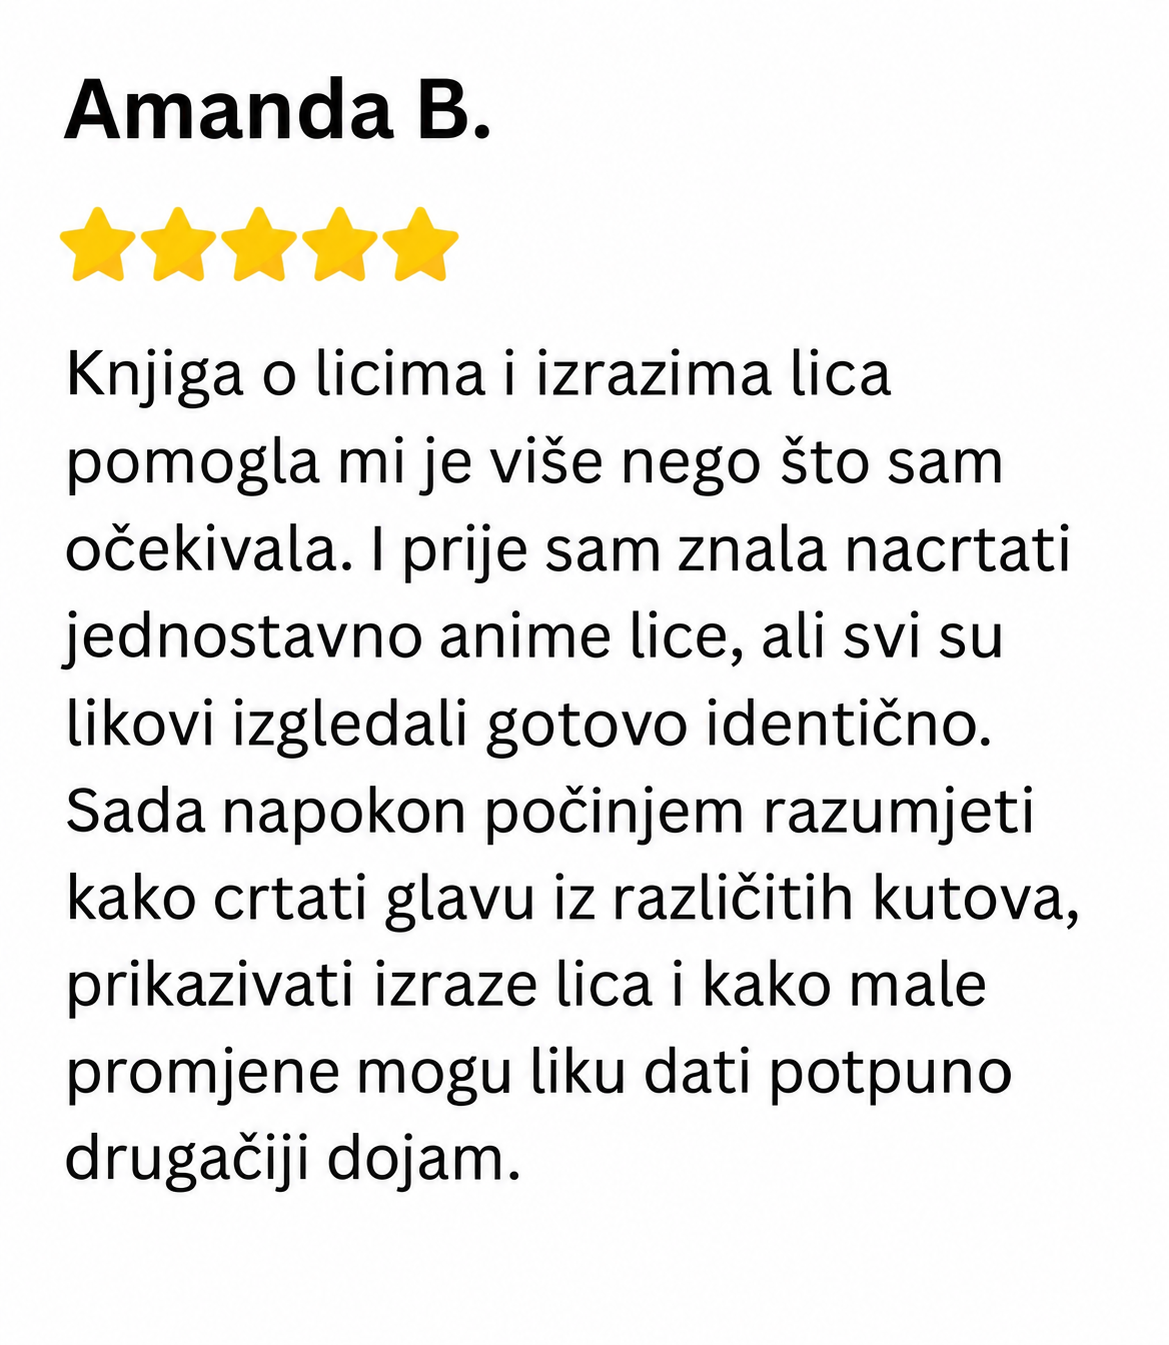 Amanda B.
Knjiga o licima i izrazima lica
pomogla mi je više nego što sam
očekivala. I prije sam znala nacrtati
jednostavno anime lice, ali svi su
likovi izgledali gotovo identično.
Sada napokon počinjem razumjeti
kako crtati glavu iz različitih kutova,
prikazivati izraze lica i kako male
promjene mogu liku dati potpuno
drugačiji dojam.